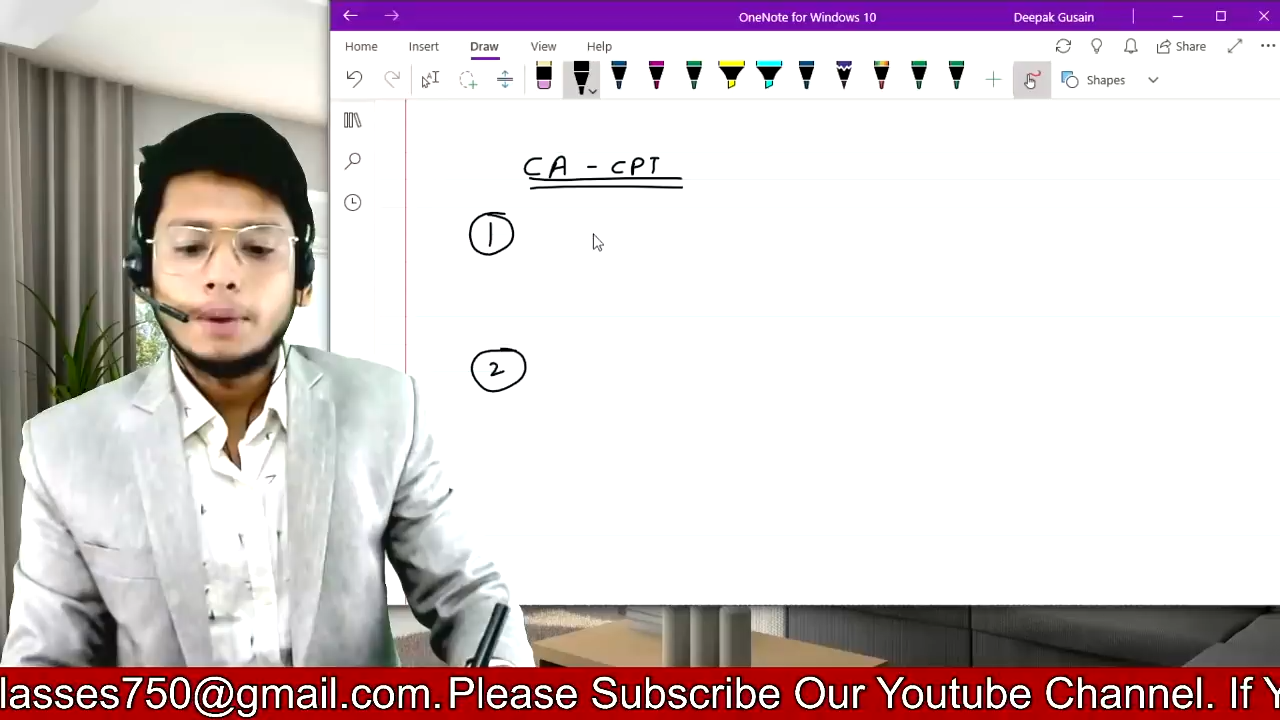 OneNote for Windows 10
Deepak Gusain
Home Insert Draw View Help
Share
Shapes
CA - CPT
1
2
lasses750@gmail.com. Please Subscribe Our Youtube Channel. If Y